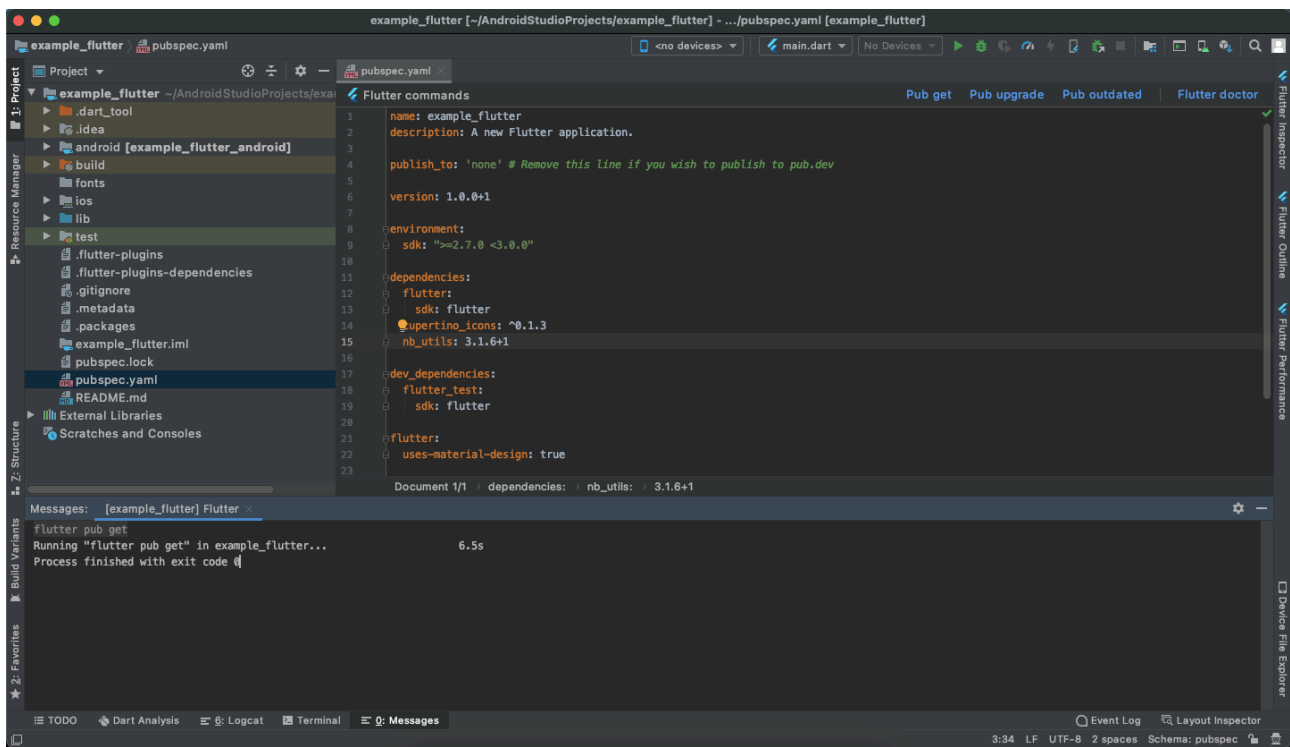 example_flutter [~/AndroidStudioProjects/example_flutter] - .../pubspec.yaml [example_flutter]
example_flutter pubspec.yaml
<no devices> main.dart No Devices
Project
pubspec.yaml
1: Project
Resource Manager
Z: Structure
Build Variants
2: Favorites
example_flutter ~/AndroidStudioProjects/exa
.dart_tool
.idea
android [example_flutter_android]
build
fonts
ios
lib
test
.flutter-plugins
.flutter-plugins-dependencies
.gitignore
.metadata
.packages
example_flutter.iml
pubspec.lock
pubspec.yaml
README.md
External Libraries
Scratches and Consoles
Flutter commands Pub get Pub upgrade Pub outdated Flutter doctor
1 name: example_flutter
2 description: A new Flutter application.
3
4 publish_to: 'none' # Remove this line if you wish to publish to pub.dev
5
6 version: 1.0.0+1
7
8 environment:
9 sdk: ">=2.7.0 <3.0.0"
10
11 dependencies:
12 flutter:
13 sdk: flutter
14 cupertino_icons: ^0.1.3
15 nb_utils: 3.1.6+1
16
17 dev_dependencies:
18 flutter_test:
19 sdk: flutter
20
21 flutter:
22 uses-material-design: true
23
Document 1/1 dependencies: nb_utils: 3.1.6+1
Flutter Inspector
Flutter Outline
Flutter Performance
Device File Explorer
Messages: [example_flutter] Flutter
flutter pub get
Running "flutter pub get" in example_flutter... 6.5s
Process finished with exit code 0
TODO Dart Analysis 6: Logcat Terminal 0: Messages Event Log Layout Inspector
3:34 LF UTF-8 2 spaces Schema: pubspec